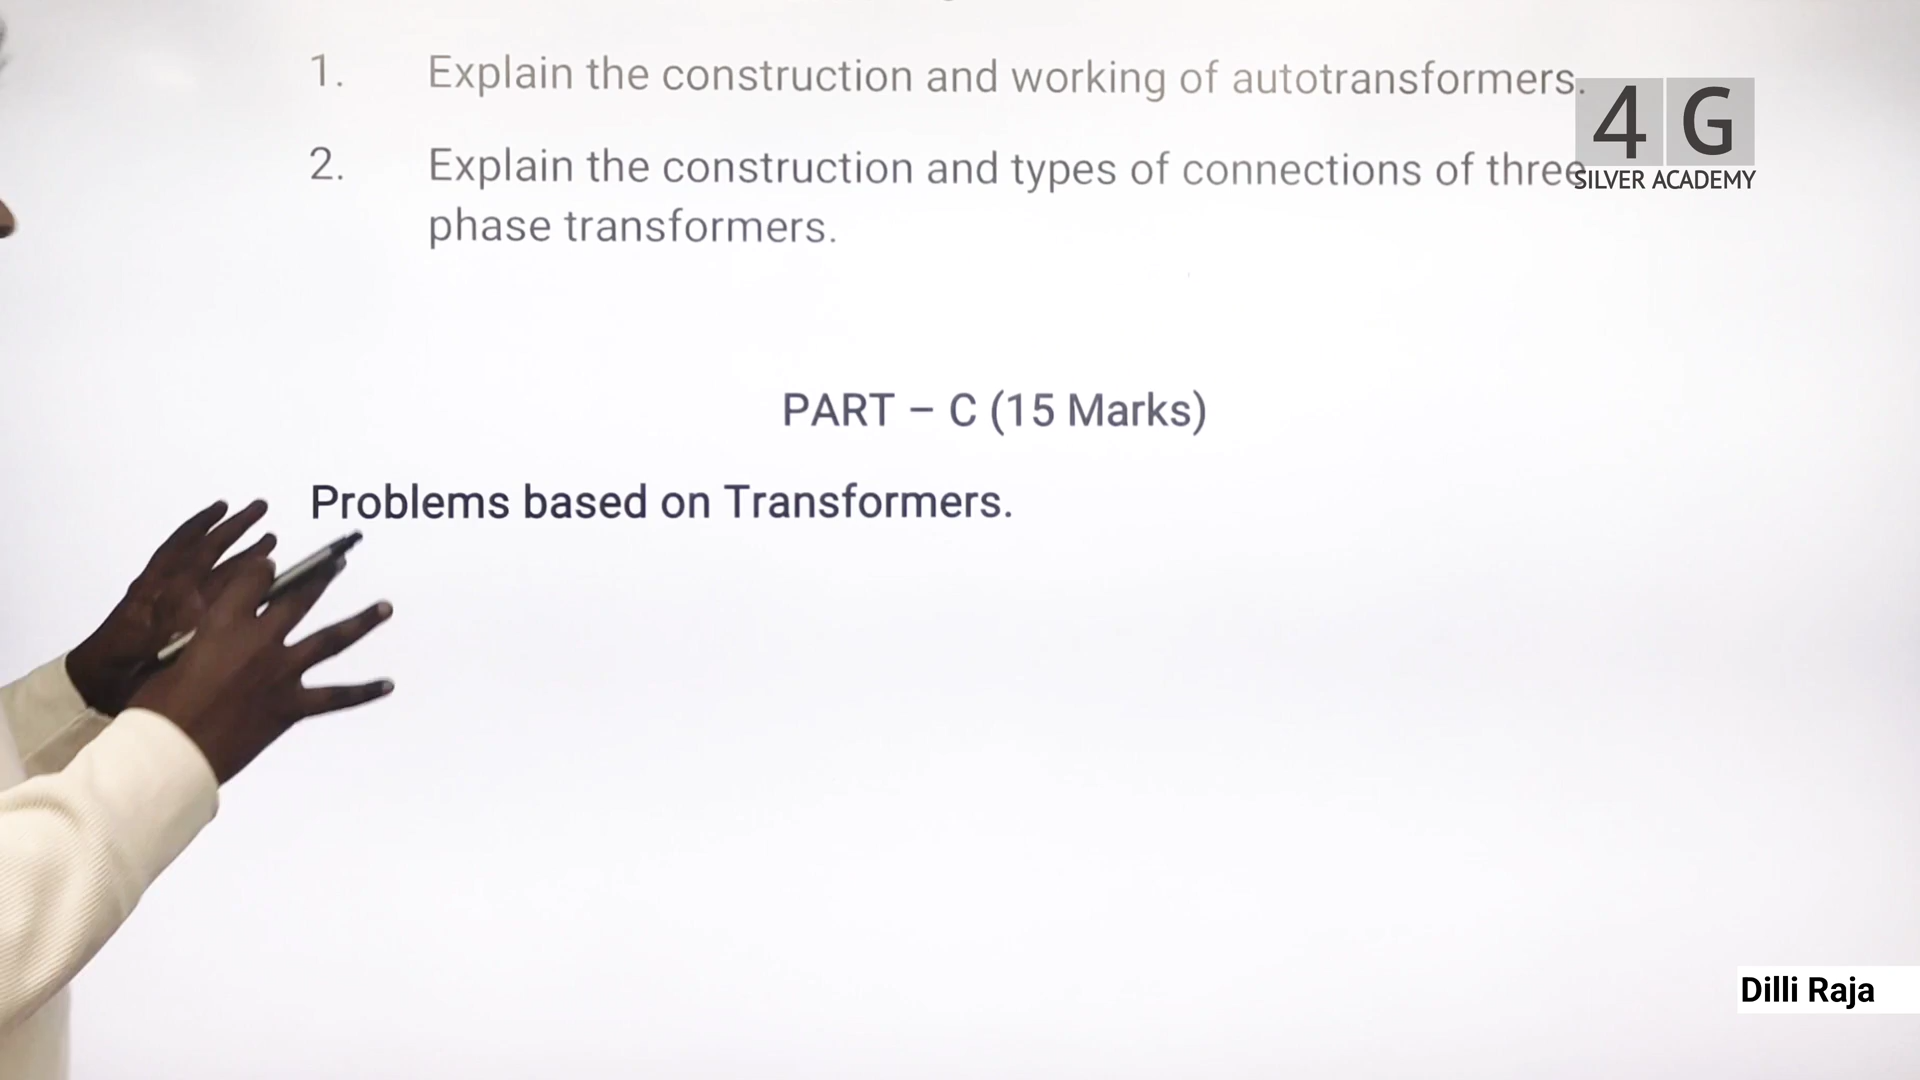 1. Explain the construction and working of autotransformers.
2. Explain the construction and types of connections of three
phase transformers.
4 G
SILVER ACADEMY
PART – C (15 Marks)
Problems based on Transformers.
Dilli Raja